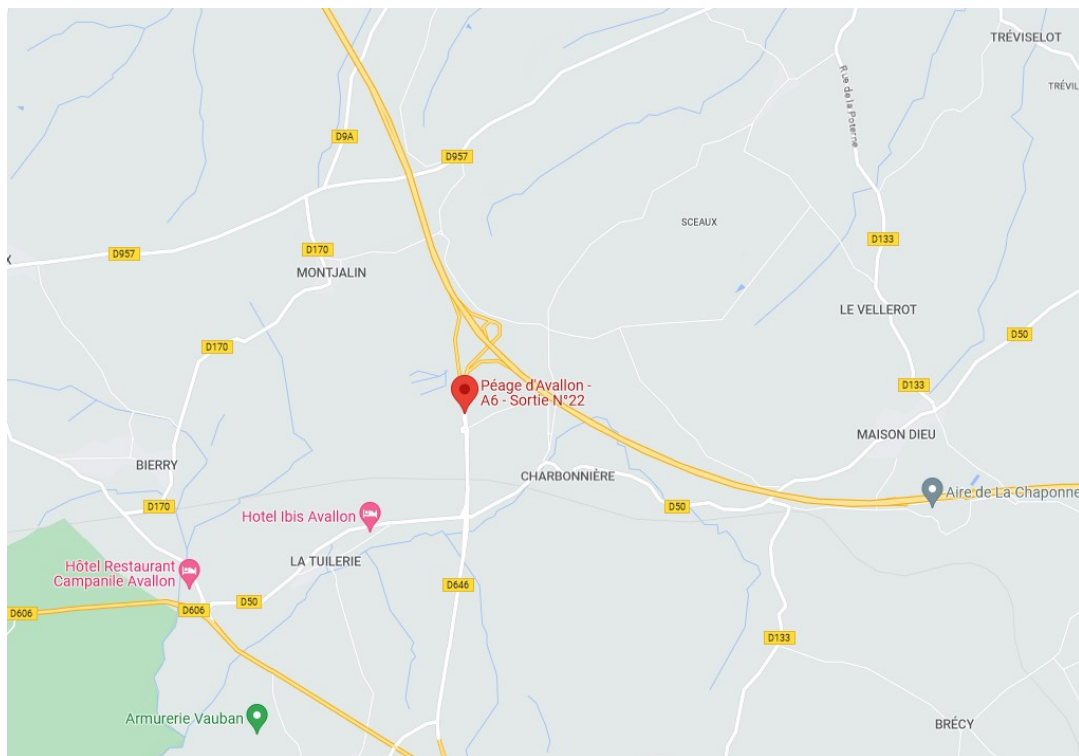 TRÉVISELOT
TRÉVIL
Rue de la Poterne
D9A
D957
SCEAUX
D133
D170
D957
X
MONTJALIN
LE VELLEROT
D50
D170
Péage d'Avallon -
A6 - Sortie N°22
D133
MAISON DIEU
BIERRY
CHARBONNIÈRE
Aire de La Chaponne
D170
D50
Hotel Ibis Avallon
LA TUILERIE
Hôtel Restaurant
Campanile Avallon
D646
D50
D606
D606
D133
Armurerie Vauban
BRÉCY